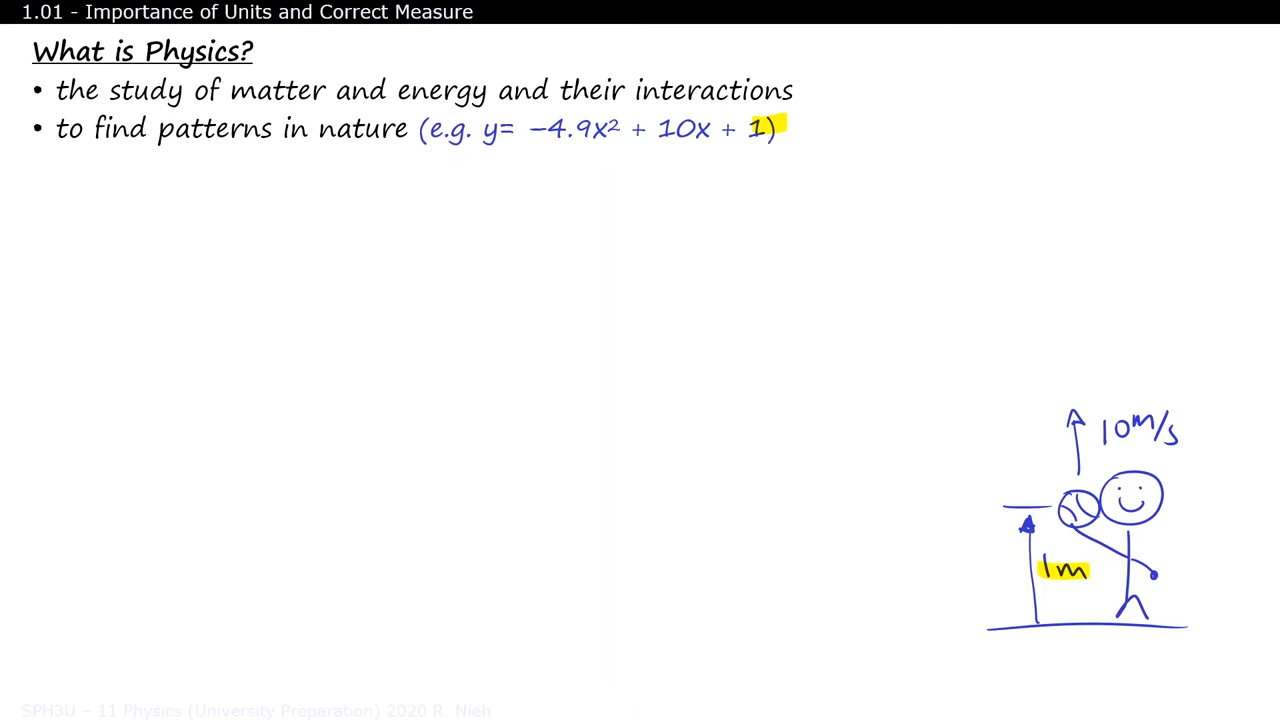 1.01 - Importance of Units and Correct Measure
What is Physics?
• the study of matter and energy and their interactions
• to find patterns in nature (e.g. y= −4.9x² + 10x + 1)
10 m/s
1m
SPH3U – 11 Physics (University Preparation) 2020 R. Nieh